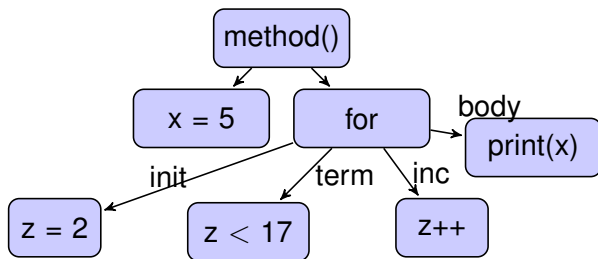 method()
x = 5
for
body
print(x)
init
term
inc
z = 2
z < 17
z++